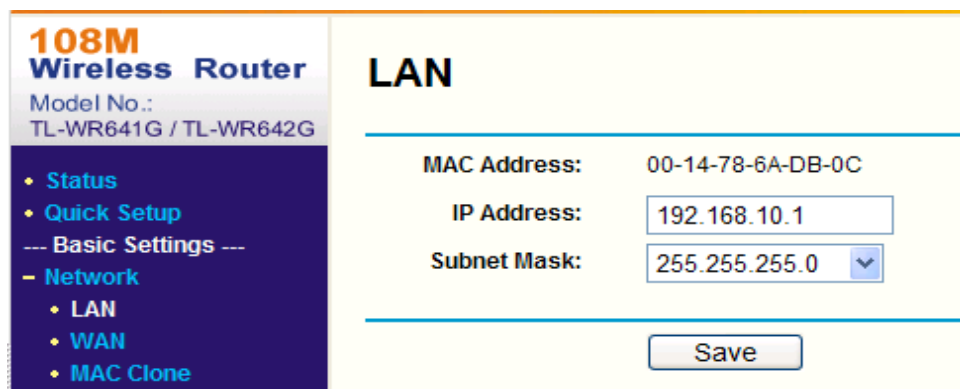 108M
Wireless Router
Model No.:
TL-WR641G / TL-WR642G
• Status
• Quick Setup
--- Basic Settings ---
– Network
• LAN
• WAN
• MAC Clone
LAN
MAC Address: 00-14-78-6A-DB-0C
IP Address: 192.168.10.1
Subnet Mask: 255.255.255.0
Save